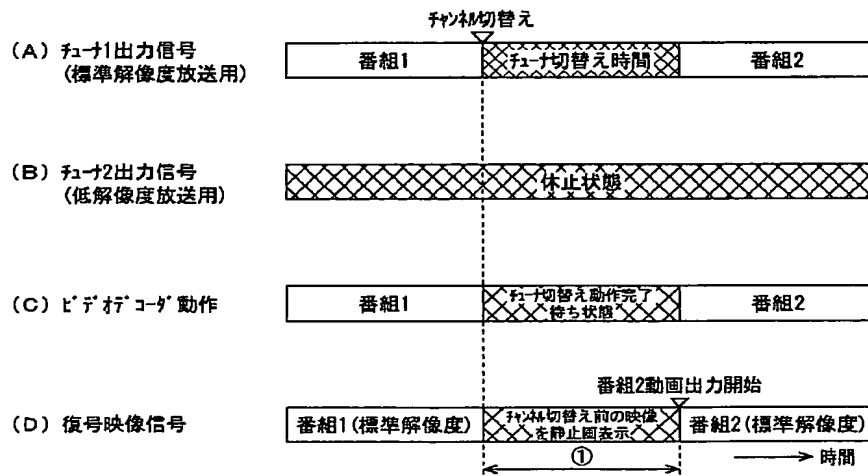 チャンネル切替え
(A) チューナ1出力信号
(標準解像度放送用)
番組1
チューナ切替え時間
番組2
(B) チューナ2出力信号
(低解像度放送用)
休止状態
(C) ビデオデコーダ動作
番組1
チューナ切替え動作完了
待ち状態
番組2
番組2動画出力開始
(D) 復号映像信号
番組1(標準解像度)
チャンネル切替え前の映像
を静止画表示
番組2(標準解像度)
①
時間